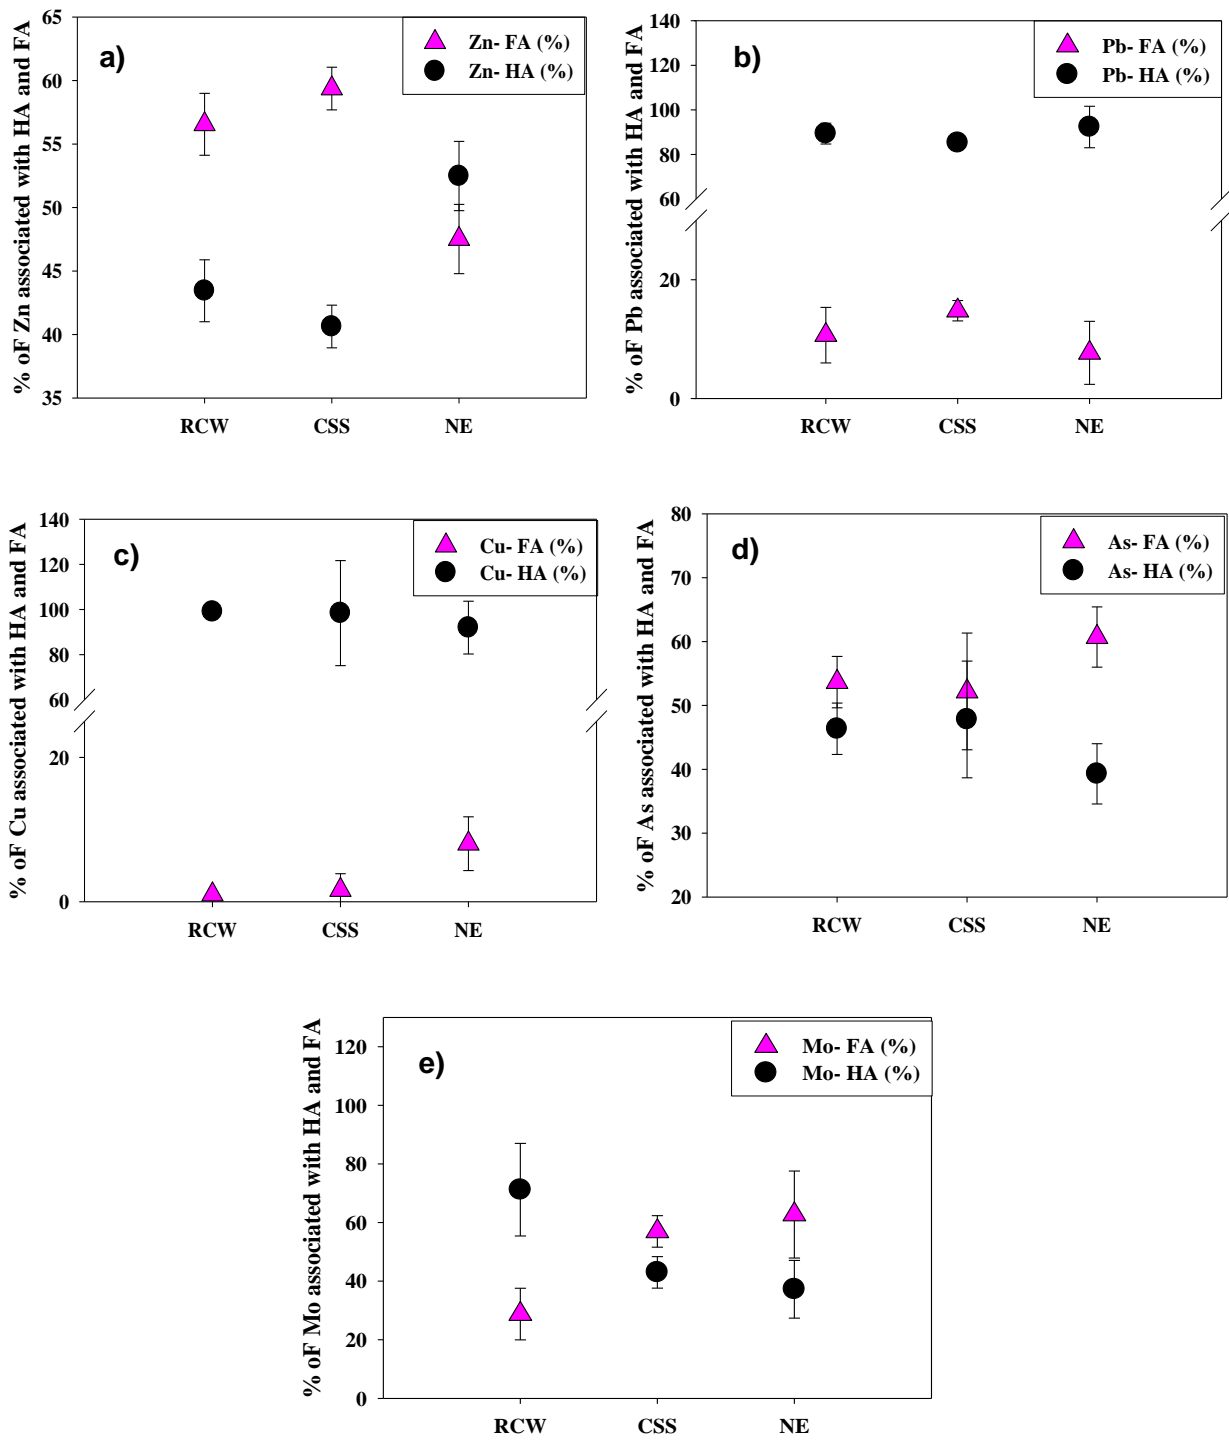 % oF Zn associated with HA and FA
65
60
55
50
45
40
35
a)
Zn- FA (%)
Zn- HA (%)
RCW CSS NE
% oF Pb associated with HA and FA
140
120
100
80
60
20
0
b)
Pb- FA (%)
Pb- HA (%)
RCW CSS NE
% oF Cu associated with HA and FA
140
120
100
80
60
20
0
c)
Cu- FA (%)
Cu- HA (%)
RCW CSS NE
% oF As associated with HA and FA
80
70
60
50
40
30
20
d)
As- FA (%)
As- HA (%)
RCW CSS NE
% oF Mo associated with HA and FA
120
100
80
60
40
20
0
e)
Mo- FA (%)
Mo- HA (%)
RCW CSS NE